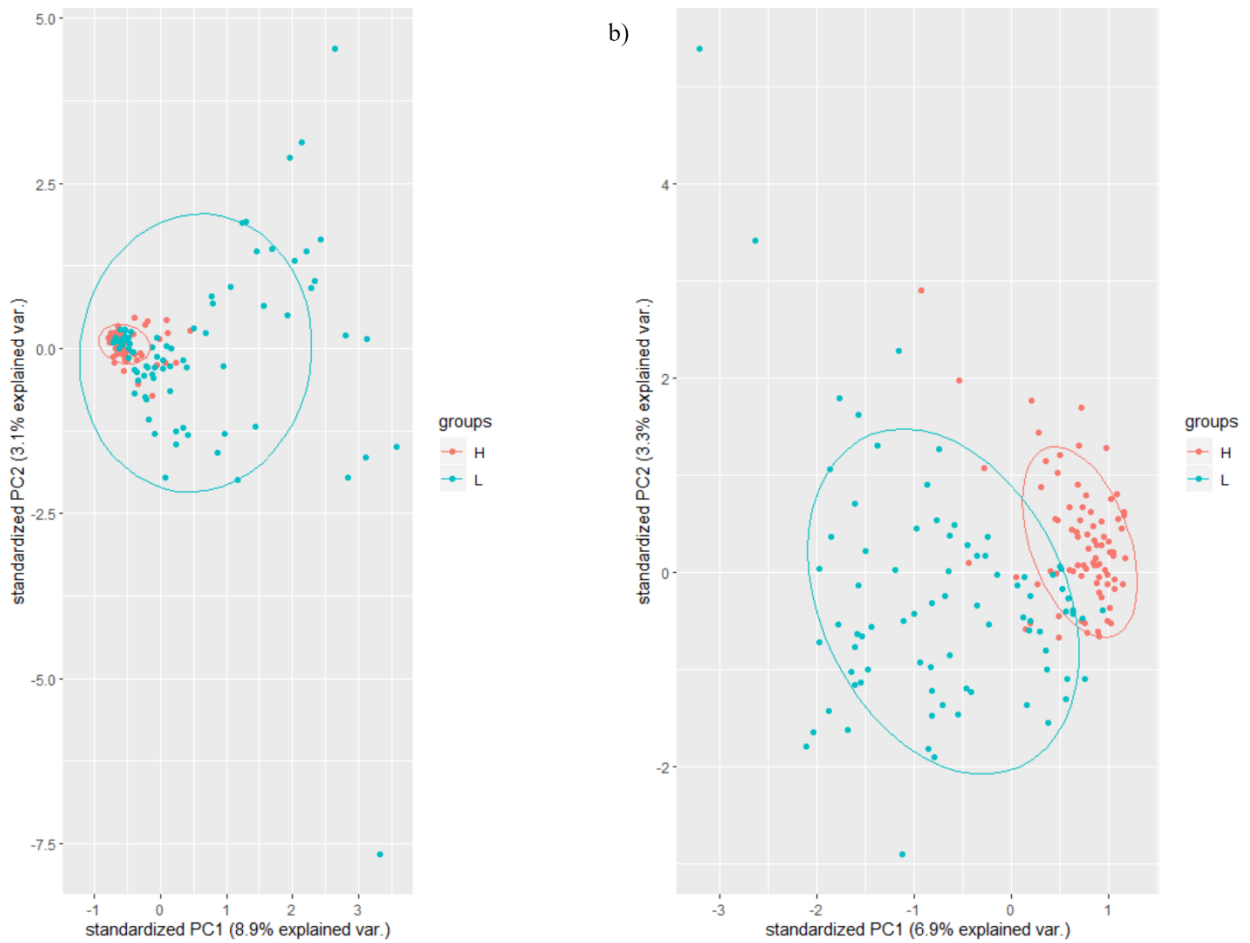 5.0
2.5
0.0
-2.5
-5.0
-7.5
standardized PC2 (3.1% explained var.)
-1 0 1 2 3
standardized PC1 (8.9% explained var.)
groups
H
L
b)
4
2
0
-2
standardized PC2 (3.3% explained var.)
-3 -2 -1 0 1
standardized PC1 (6.9% explained var.)
groups
H
L